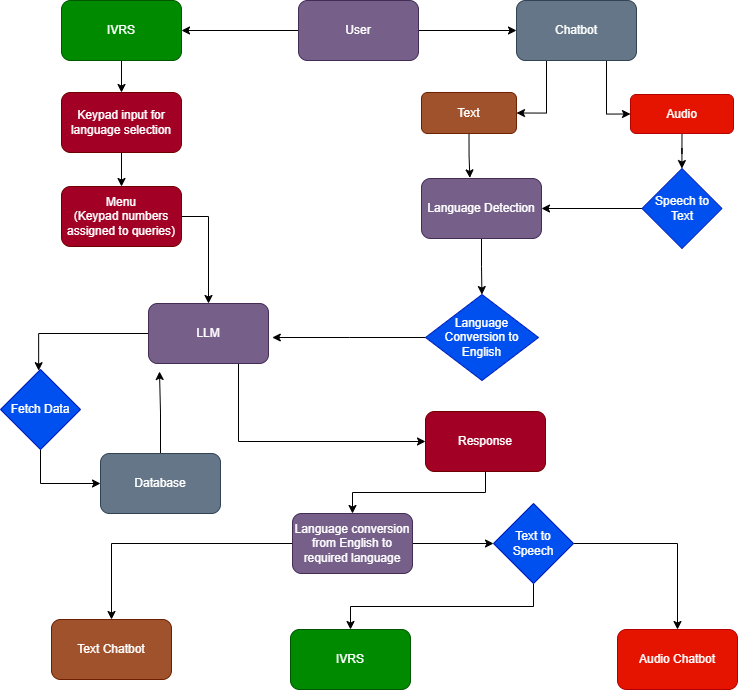 IVRS
User
Chatbot
Keypad input for
language selection
Text
Audio
Menu
(Keypad numbers
assigned to queries)
Language Detection
Speech to
Text
LLM
Language
Conversion to
English
Fetch Data
Database
Response
Language conversion
from English to
required language
Text to
Speech
Text Chatbot
IVRS
Audio Chatbot